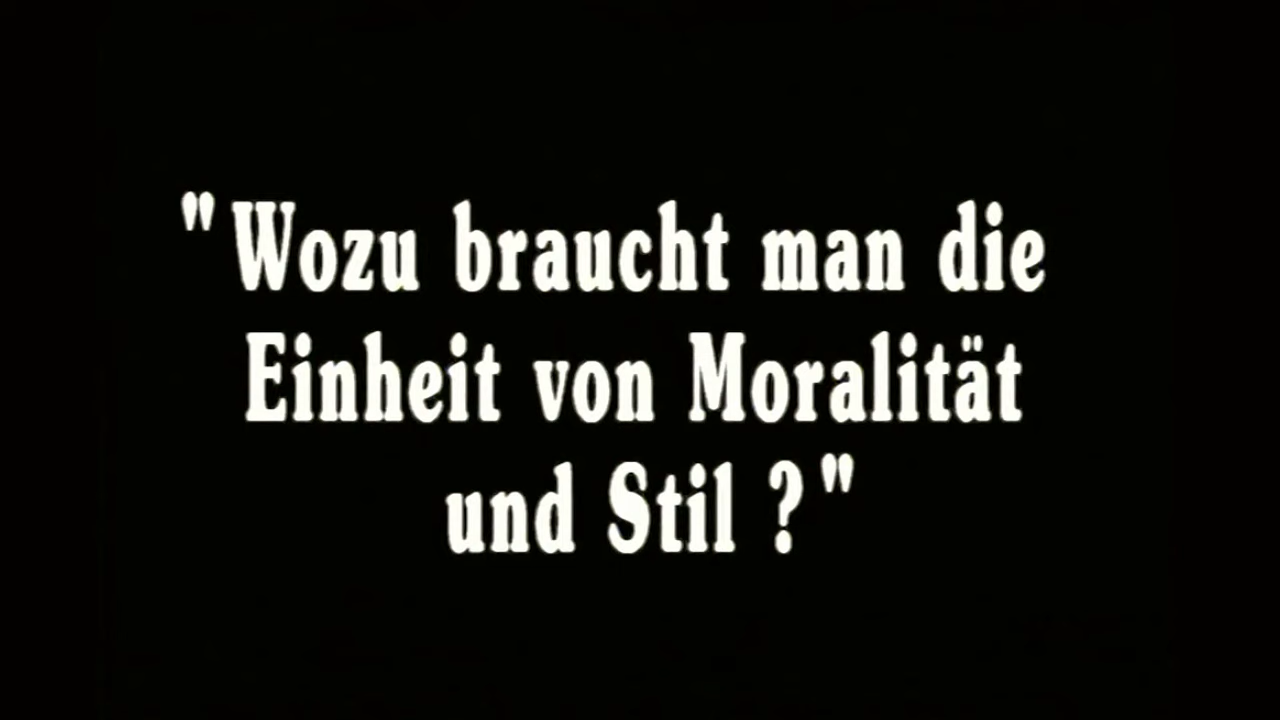 "Wozu braucht man die
Einheit von Moralität
und Stil ?"